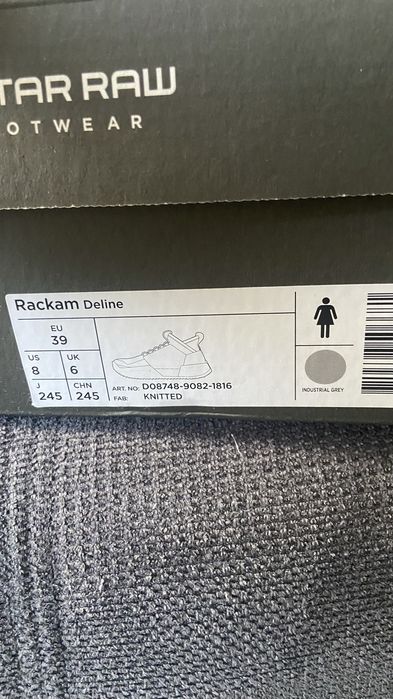 TAR RAW
OTWEAR
Rackam Deline
EU
39
US UK
8 6
J CHN
245 245
ART. NO: D08748-9082-1816
FAB: KNITTED
INDUSTRIAL GREY